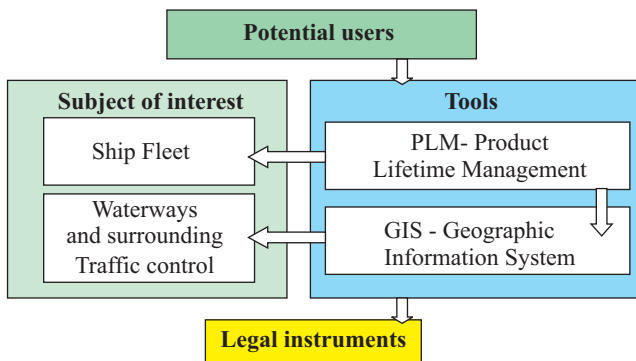 Potential users
Subject of interest
Ship Fleet
Waterways
and surrounding
Traffic control
Tools
PLM- Product
Lifetime Management
GIS - Geographic
Information System
Legal instruments